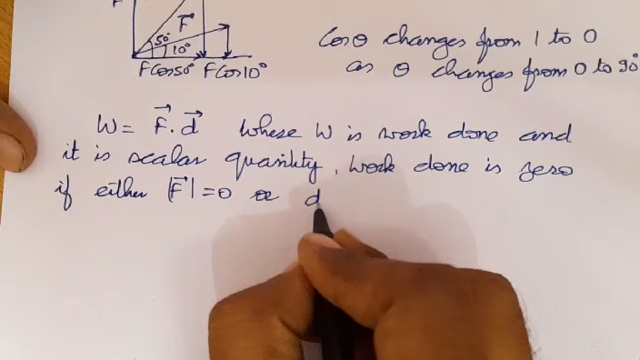 F
F⃗
50°
10°
Fcos50° Fcos10°
Cosθ changes from 1 to 0
as θ changes from 0 to 90°
W = F⃗ . d⃗ where W is work done and
it is scalar quantity. Work done is zero
if either |F⃗| = 0 or d